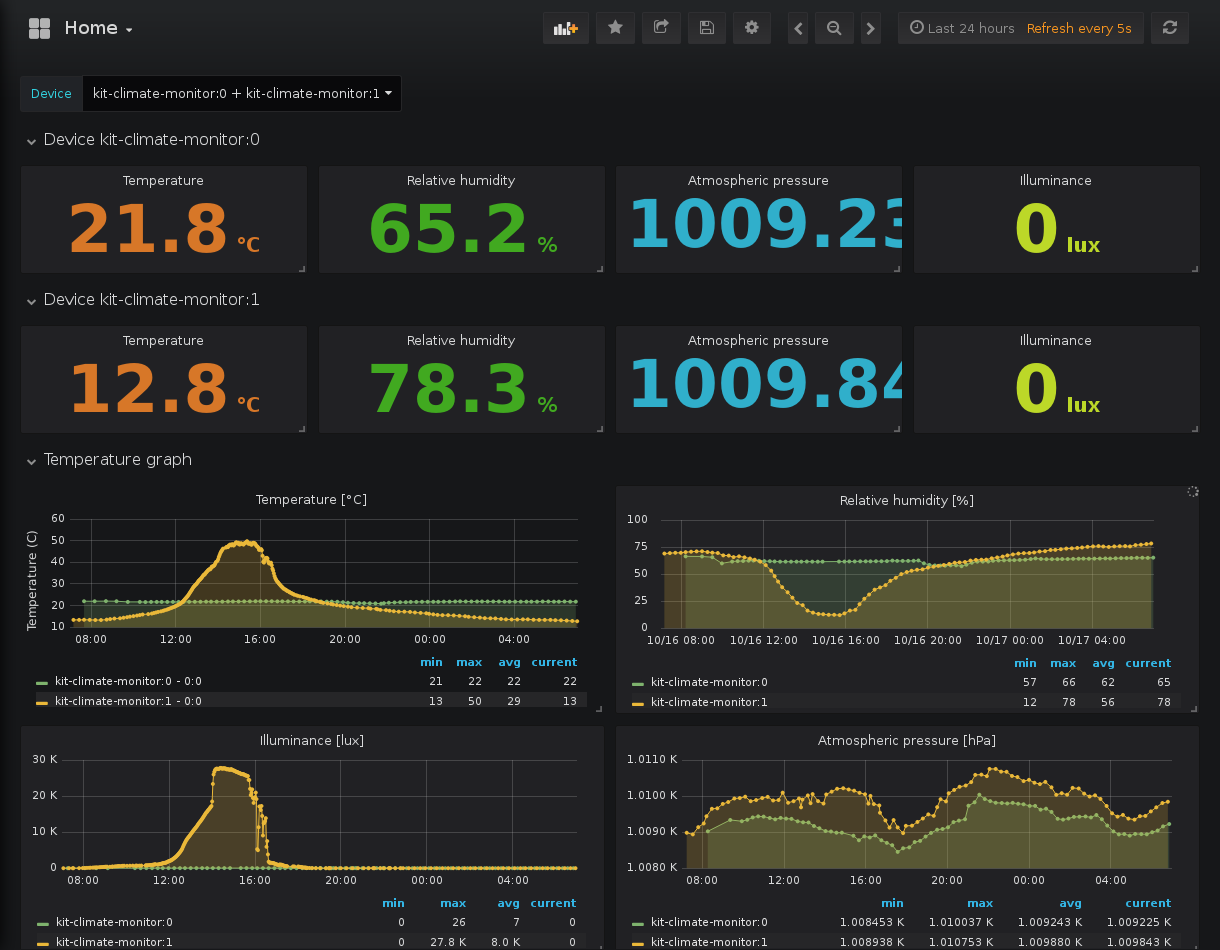 Home
Last 24 hours Refresh every 5s
Device kit-climate-monitor:0 + kit-climate-monitor:1
Device kit-climate-monitor:0
Temperature Relative humidity Atmospheric pressure Illuminance
21.8 °C 65.2 % 1009.23 0 lux
Device kit-climate-monitor:1
Temperature Relative humidity Atmospheric pressure Illuminance
12.8 °C 78.3 % 1009.84 0 lux
Temperature graph
Temperature [°C]
Temperature (C)
60
50
40
30
20
10
08:00 12:00 16:00 20:00 00:00 04:00
min max avg current
kit-climate-monitor:0 - 0:0 21 22 22 22
kit-climate-monitor:1 - 0:0 13 50 29 13
Relative humidity [%]
100
75
50
25
0
10/16 08:00 10/16 12:00 10/16 16:00 10/16 20:00 10/17 00:00 10/17 04:00
min max avg current
kit-climate-monitor:0 57 66 62 65
kit-climate-monitor:1 12 78 56 78
Illuminance [lux]
30 K
20 K
10 K
0
08:00 12:00 16:00 20:00 00:00 04:00
min max avg current
kit-climate-monitor:0 0 26 7 0
kit-climate-monitor:1 0 27.8 K 8.0 K 0
Atmospheric pressure [hPa]
1.0110 K
1.0100 K
1.0090 K
1.0080 K
08:00 12:00 16:00 20:00 00:00 04:00
min max avg current
kit-climate-monitor:0 1.008453 K 1.010037 K 1.009243 K 1.009225 K
kit-climate-monitor:1 1.008938 K 1.010753 K 1.009880 K 1.009843 K